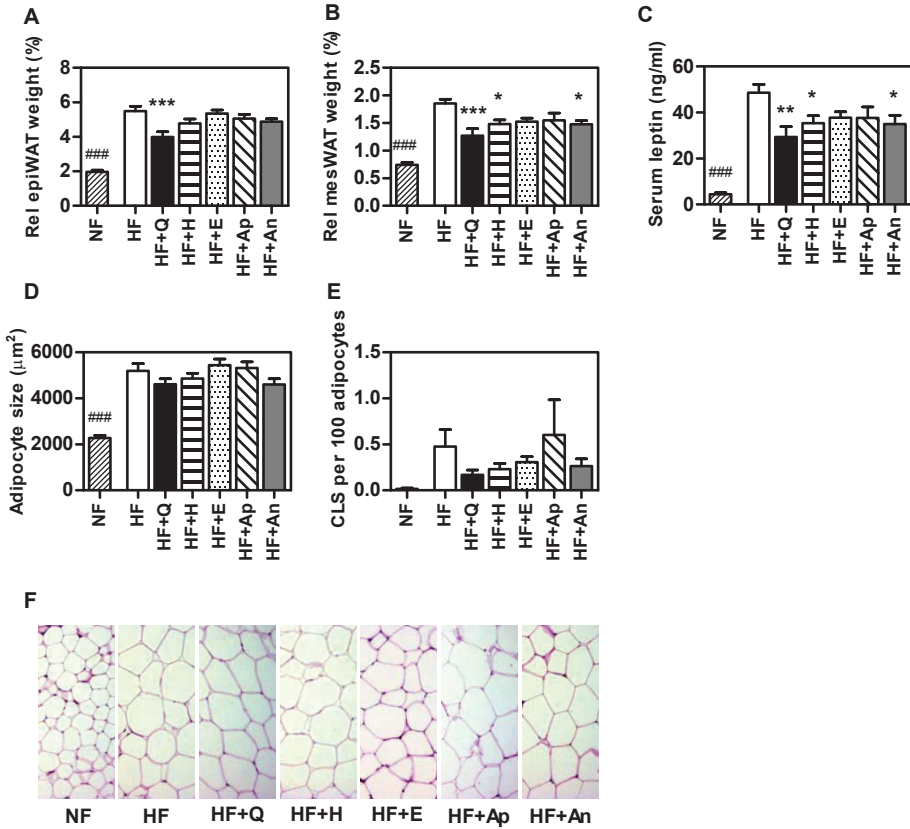 A
Rel epiWAT weight (%)
8
6
4
2
0
###
***
NF
HF
HF+Q
HF+H
HF+E
HF+Ap
HF+An
B
Rel mesWAT weight (%)
2.5
2.0
1.5
1.0
0.5
0.0
###
***
*
*
NF
HF
HF+Q
HF+H
HF+E
HF+Ap
HF+An
C
Serum leptin (ng/ml)
60
40
20
0
###
**
*
*
NF
HF
HF+Q
HF+H
HF+E
HF+Ap
HF+An
D
Adipocyte size (μm²)
6000
4000
2000
0
###
NF
HF
HF+Q
HF+H
HF+E
HF+Ap
HF+An
E
CLS per 100 adipocytes
1.5
1.0
0.5
0.0
NF
HF
HF+Q
HF+H
HF+E
HF+Ap
HF+An
F
NF HF HF+Q HF+H HF+E HF+Ap HF+An